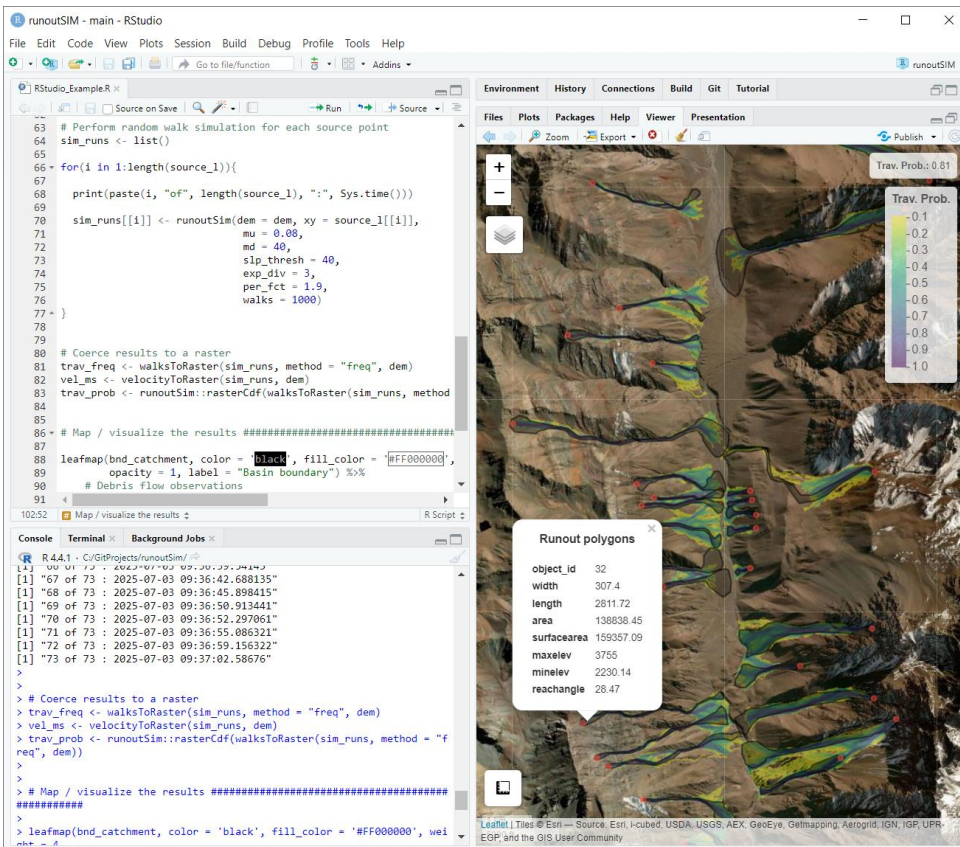 runoutSIM - main - RStudio
File Edit Code View Plots Session Build Debug Profile Tools Help
Go to file/function
Addins
runoutSIM
RStudio_Example.R
Source on Save
Run
Source
63 # Perform random walk simulation for each source point
64 sim_runs <- list()
65
66 for(i in 1:length(source_l)){
67
68 print(paste(i, "of", length(source_l), ":", Sys.time()))
69
70 sim_runs[[i]] <- runoutSim(dem = dem, xy = source_l[[i]],
71 mu = 0.08,
72 md = 40,
73 slp_thresh = 40,
74 exp_div = 3,
75 per_fct = 1.9,
76 walks = 1000)
77 }
78
79
80 # Coerce results to a raster
81 trav_freq <- walksToRaster(sim_runs, method = "freq", dem)
82 vel_ms <- velocityToRaster(sim_runs, dem)
83 trav_prob <- runoutSim::rasterCdf(walksToRaster(sim_runs, method
84
85
86 # Map / visualize the results ###################################
87
88 leafmap(bnd_catchment, color = 'black', fill_color = '#FF000000',
89 opacity = 1, label = "Basin boundary") %>%
90 # Debris flow observations
91
102:52 # Map / visualize the results
R Script
Console Terminal Background Jobs
R 4.4.1 · C:/GitProjects/runoutSim/
[1] "67 of 73 : 2025-07-03 09:36:42.688135"
[1] "68 of 73 : 2025-07-03 09:36:45.898415"
[1] "69 of 73 : 2025-07-03 09:36:50.913441"
[1] "70 of 73 : 2025-07-03 09:36:52.297061"
[1] "71 of 73 : 2025-07-03 09:36:55.086321"
[1] "72 of 73 : 2025-07-03 09:36:59.156322"
[1] "73 of 73 : 2025-07-03 09:37:02.58676"
>
> # Coerce results to a raster
> trav_freq <- walksToRaster(sim_runs, method = "freq", dem)
> vel_ms <- velocityToRaster(sim_runs, dem)
> trav_prob <- runoutSim::rasterCdf(walksToRaster(sim_runs, method = "f
req", dem))
>
>
> # Map / visualize the results #######################################
###########
>
> leafmap(bnd_catchment, color = 'black', fill_color = '#FF000000', wei
ght = 4
Environment History Connections Build Git Tutorial
Files Plots Packages Help Viewer Presentation
Zoom Export Publish
+
−
Trav. Prob.: 0.81
Trav. Prob.
0.1
0.2
0.3
0.4
0.5
0.6
0.7
0.8
0.9
1.0
Runout polygons
object_id 32
width 307.4
length 2811.72
area 138838.45
surfacearea 159357.09
maxelev 3755
minelev 2230.14
reachangle 28.47
Leaflet | Tiles © Esri — Source: Esri, i-cubed, USDA, USGS, AEX, GeoEye, Getmapping, Aerogrid, IGN, IGP, UPR-
EGP, and the GIS User Community